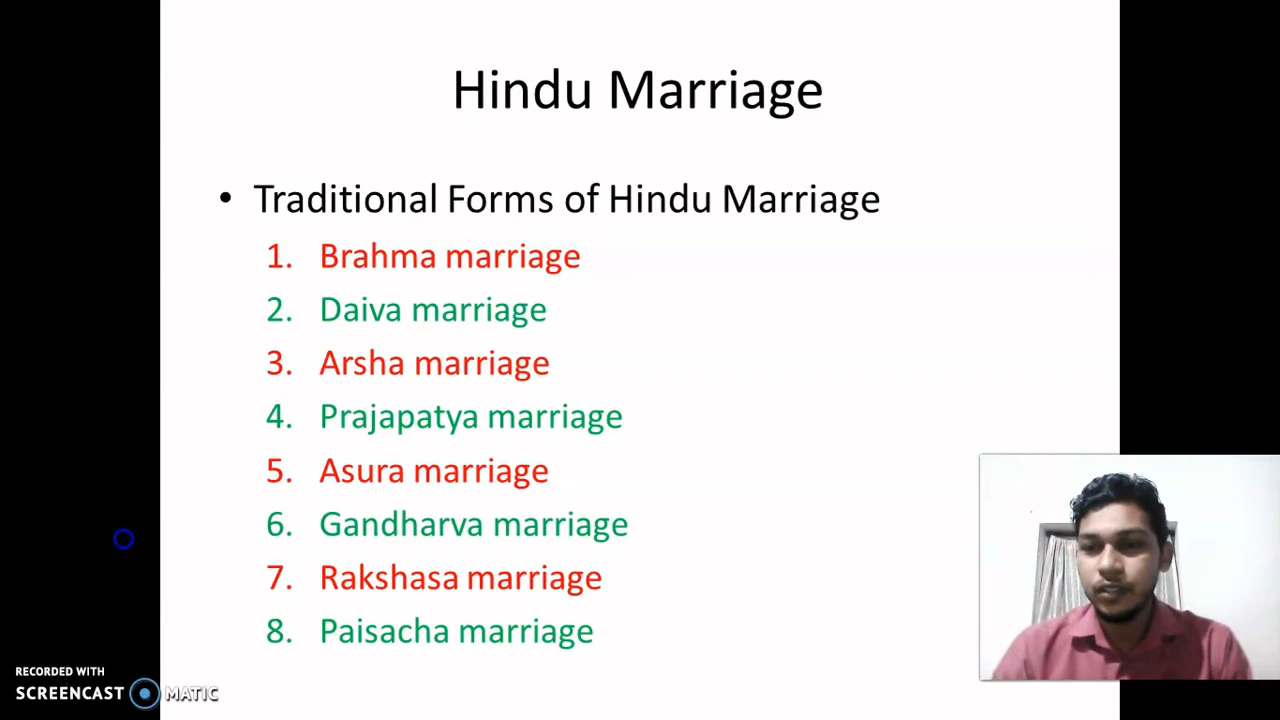 Hindu Marriage
• Traditional Forms of Hindu Marriage
1. Brahma marriage
2. Daiva marriage
3. Arsha marriage
4. Prajapatya marriage
5. Asura marriage
6. Gandharva marriage
7. Rakshasa marriage
8. Paisacha marriage
RECORDED WITH
SCREENCAST MATIC